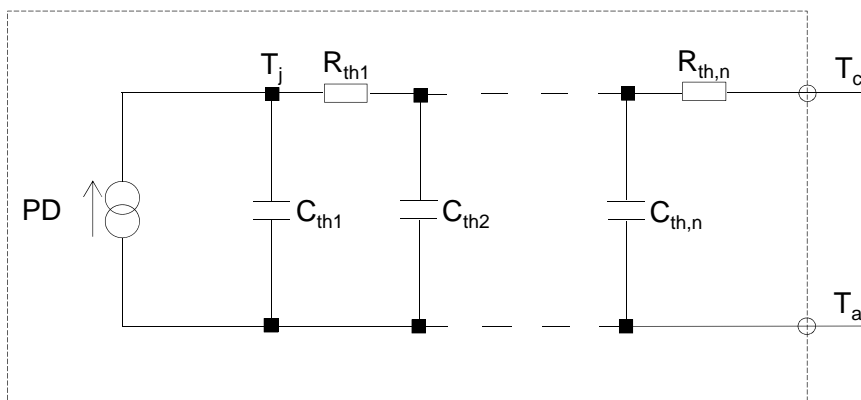 T_j
R_th1
R_th,n
T_c
PD
C_th1
C_th2
C_th,n
T_a